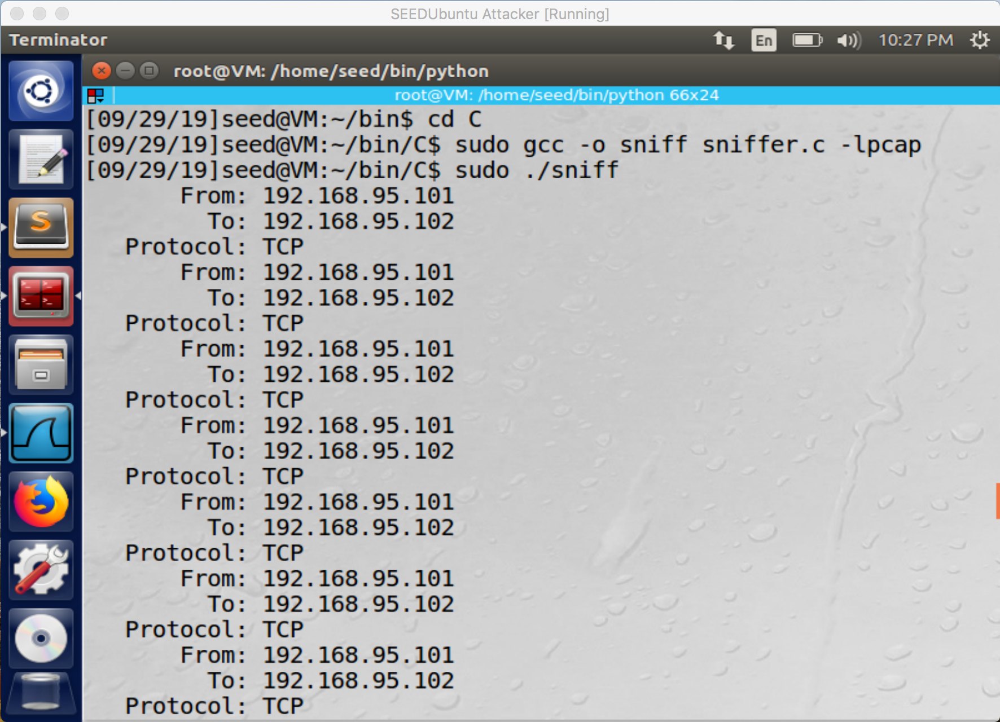 SEEDUbuntu Attacker [Running]
Terminator En 10:27 PM
root@VM: /home/seed/bin/python
root@VM: /home/seed/bin/python 66x24
[09/29/19]seed@VM:~/bin$ cd C
[09/29/19]seed@VM:~/bin/C$ sudo gcc -o sniff sniffer.c -lpcap
[09/29/19]seed@VM:~/bin/C$ sudo ./sniff
From: 192.168.95.101
To: 192.168.95.102
Protocol: TCP
From: 192.168.95.101
To: 192.168.95.102
Protocol: TCP
From: 192.168.95.101
To: 192.168.95.102
Protocol: TCP
From: 192.168.95.101
To: 192.168.95.102
Protocol: TCP
From: 192.168.95.101
To: 192.168.95.102
Protocol: TCP
From: 192.168.95.101
To: 192.168.95.102
Protocol: TCP
From: 192.168.95.101
To: 192.168.95.102
Protocol: TCP